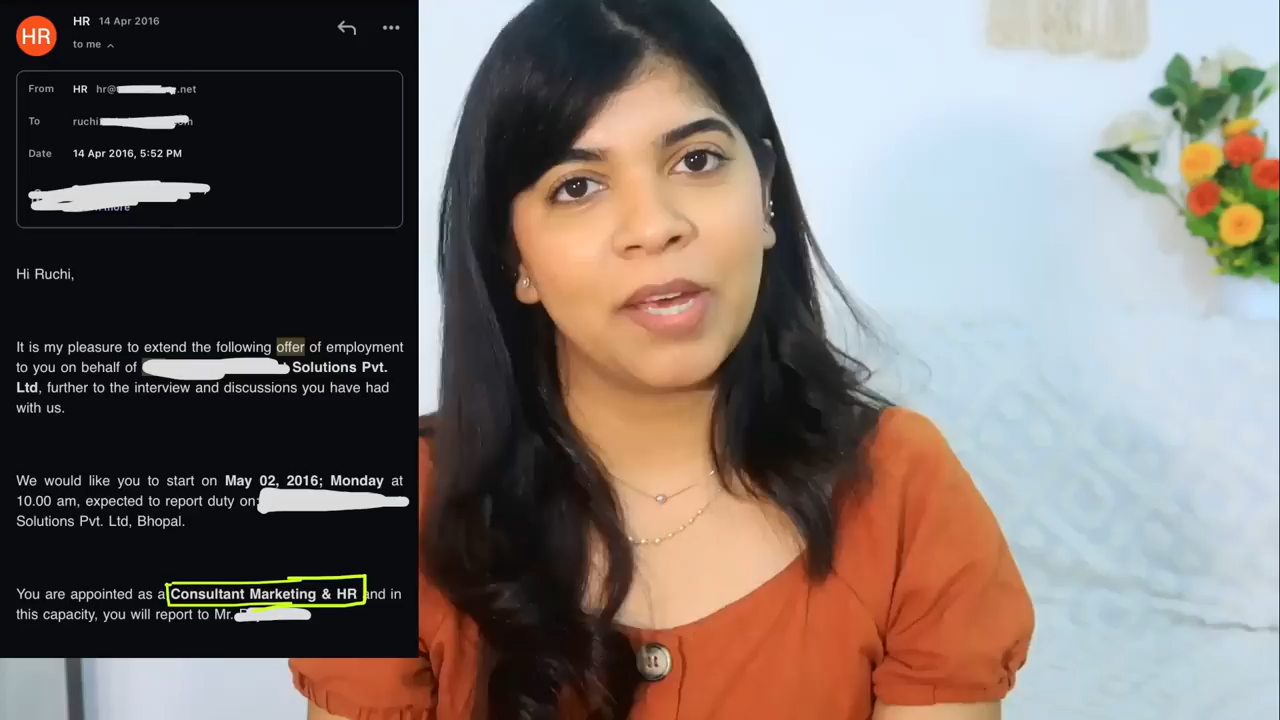 HR
HR 14 Apr 2016
to me
From HR hr@ .net
To ruchi
Date 14 Apr 2016, 5:52 PM
more
Hi Ruchi,
It is my pleasure to extend the following offer of employment
to you on behalf of Solutions Pvt.
Ltd, further to the interview and discussions you have had
with us.
We would like you to start on May 02, 2016; Monday at
10.00 am, expected to report duty on:
Solutions Pvt. Ltd, Bhopal.
You are appointed as a Consultant Marketing & HR and in
this capacity, you will report to Mr.